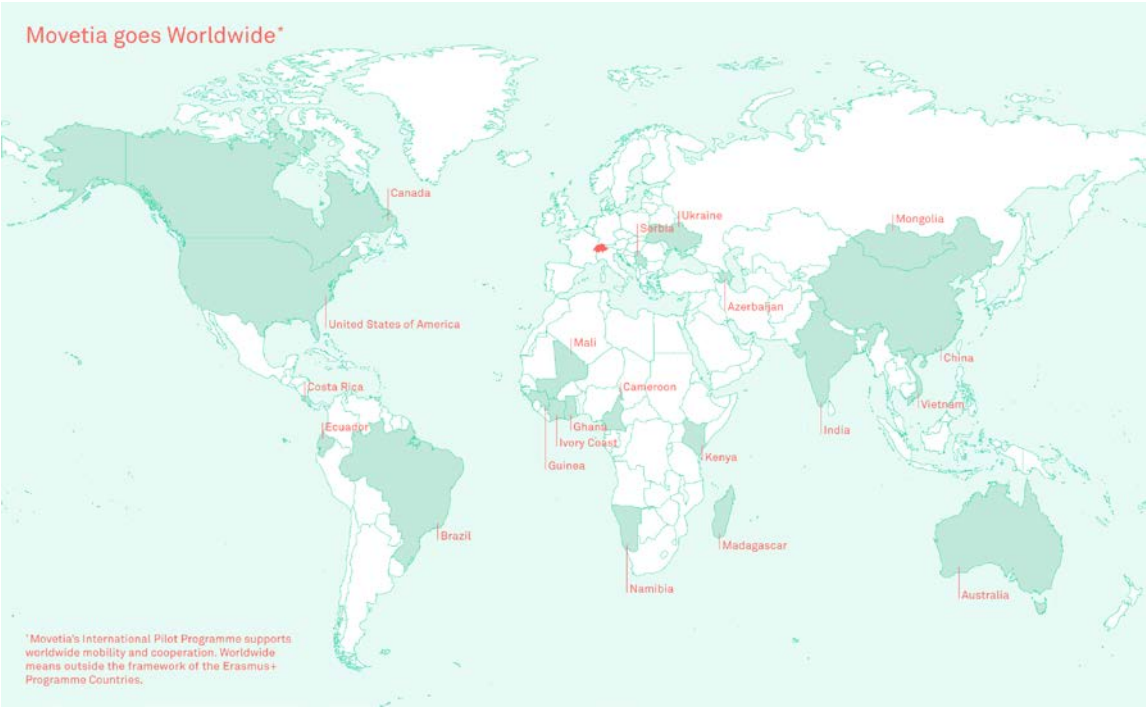 Movetia goes Worldwide*
Canada
Ukraine
Mongolia
Serbia
Azerbaijan
United States of America
Mali
China
Costa Rica
Cameroon
Vietnam
Ecuador
Ghana
India
Ivory Coast
Kenya
Guinea
Brazil
Madagascar
Namibia
Australia
*Movetia's International Pilot Programme supports
worldwide mobility and cooperation. Worldwide
means outside the framework of the Erasmus+
Programme Countries.